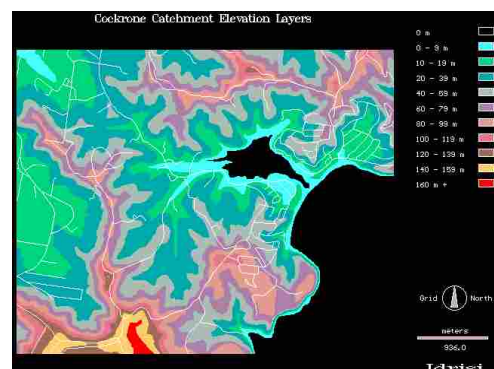 Cockrone Catchment Elevation Layers
0 m
0 - 9 m
10 - 19 m
20 - 39 m
40 - 59 m
60 - 79 m
80 - 99 m
100 - 119 m
120 - 139 m
140 - 159 m
160 m +
Grid North
meters
936.0
Idrisi